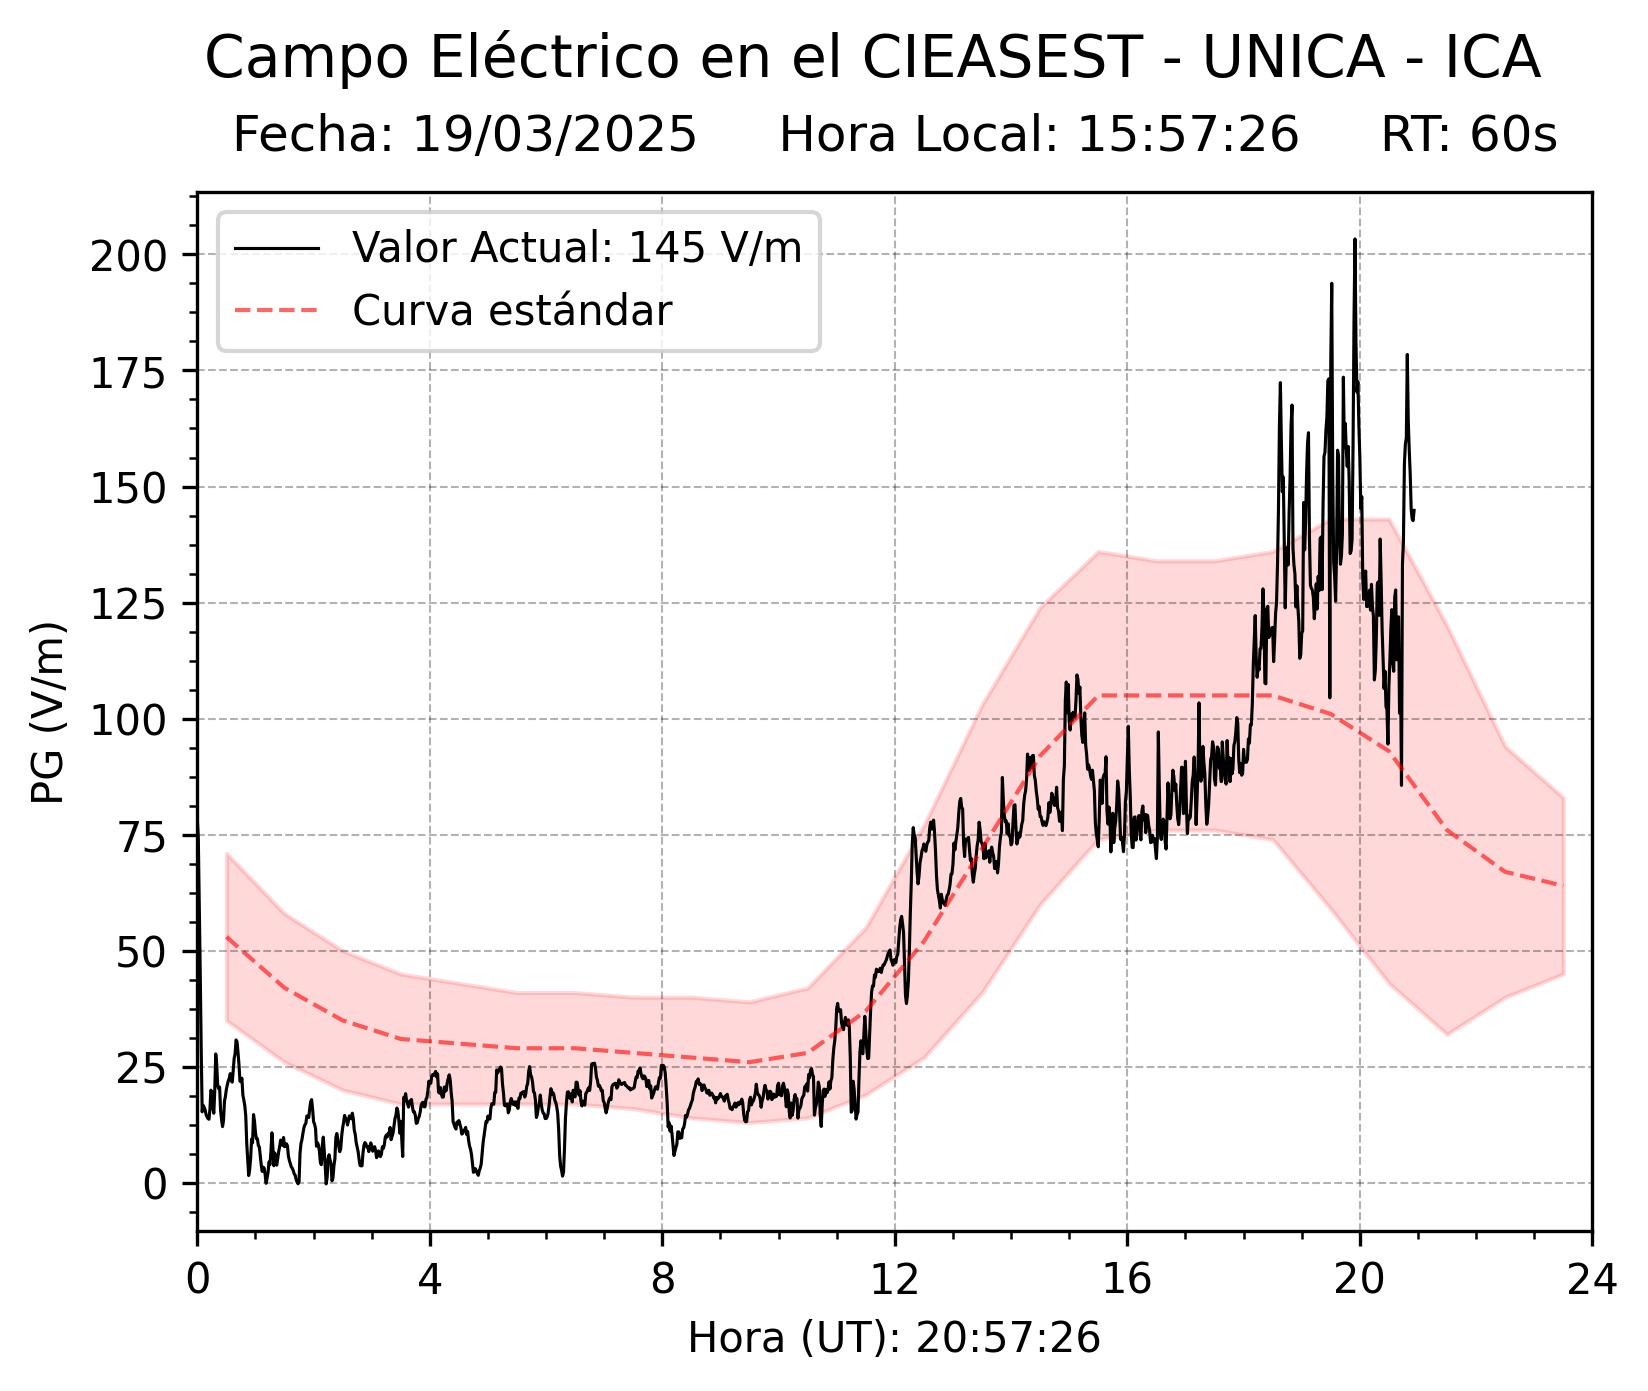 Campo Eléctrico en el CIEASEST - UNICA - ICA
Fecha: 19/03/2025 Hora Local: 15:57:26 RT: 60s
Valor Actual: 145 V/m
Curva estándar
PG (V/m)
200
175
150
125
100
75
50
25
0
0 4 8 12 16 20 24
Hora (UT): 20:57:26